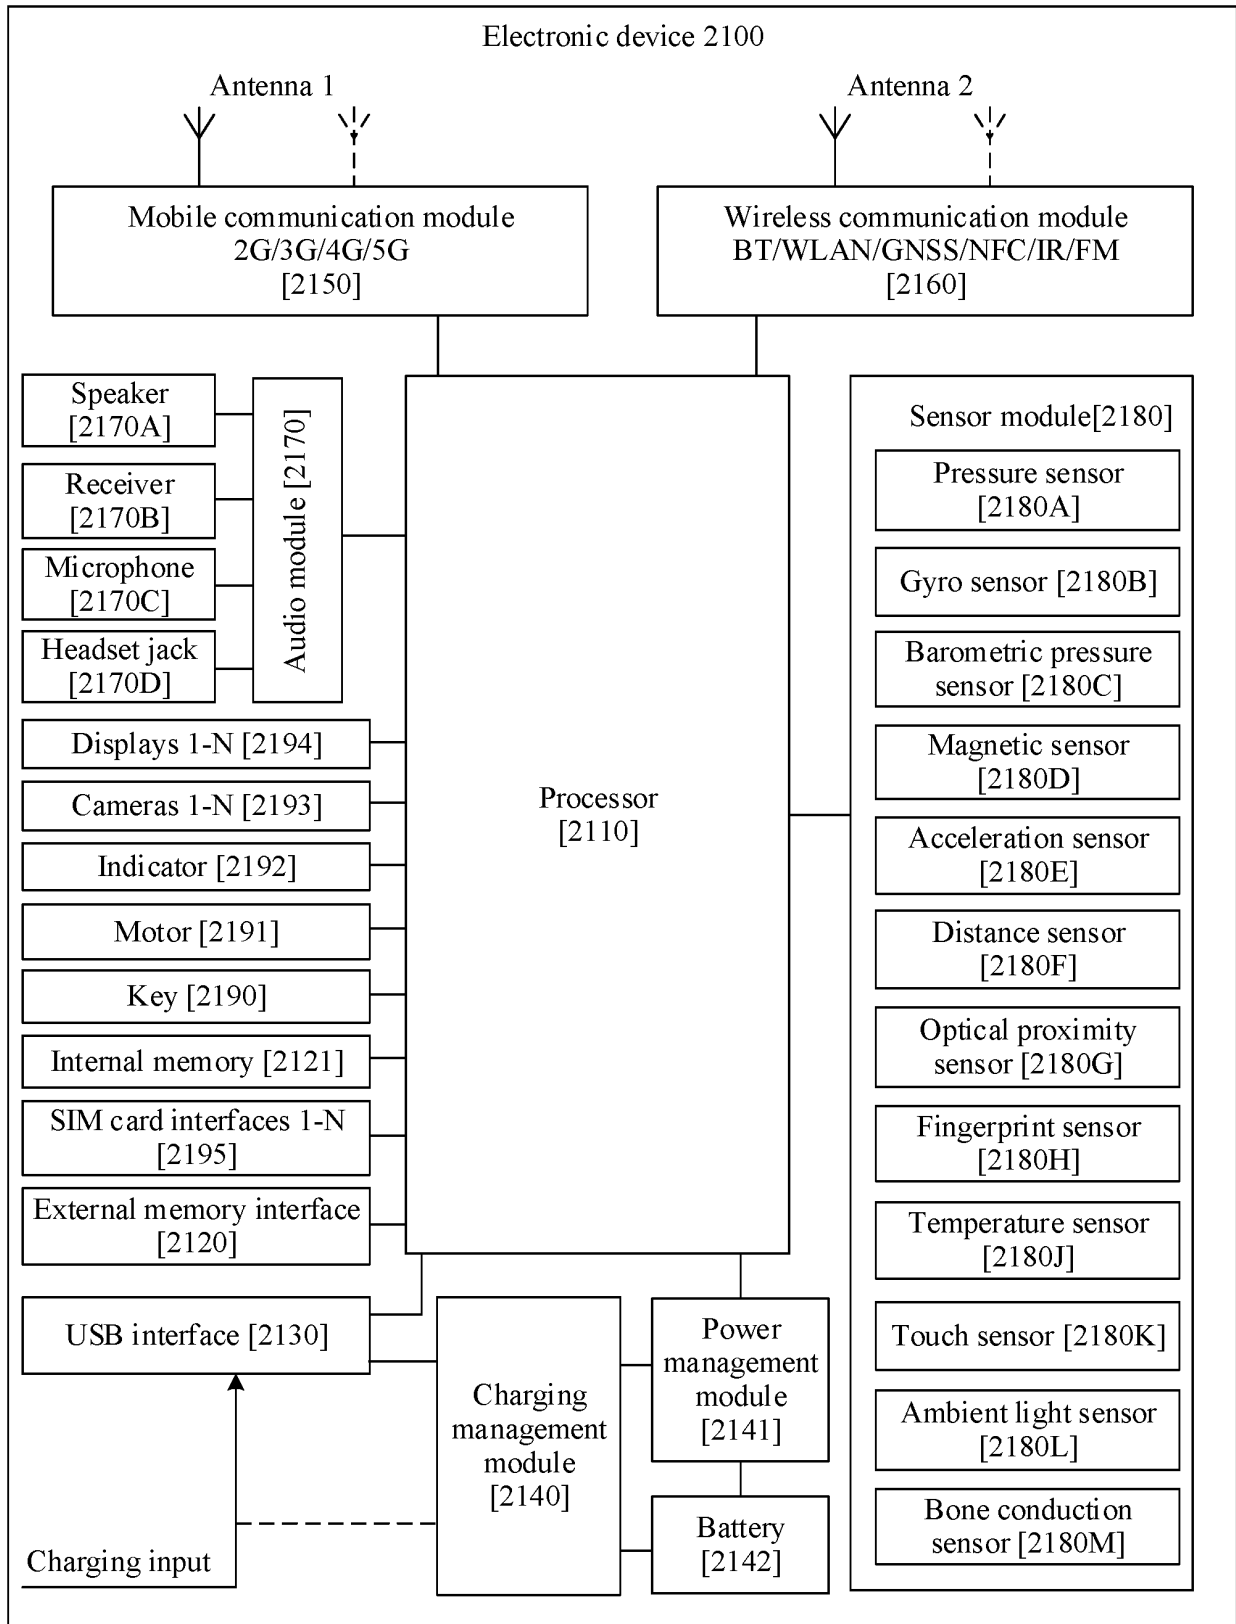 Electronic device 2100
Antenna 1
Antenna 2
Mobile communication module
2G/3G/4G/5G
[2150]
Wireless communication module
BT/WLAN/GNSS/NFC/IR/FM
[2160]
Speaker
[2170A]
Receiver
[2170B]
Microphone
[2170C]
Headset jack
[2170D]
Audio module [2170]
Displays 1-N [2194]
Cameras 1-N [2193]
Indicator [2192]
Motor [2191]
Key [2190]
Internal memory [2121]
SIM card interfaces 1-N
[2195]
External memory interface
[2120]
USB interface [2130]
Charging input
Processor
[2110]
Charging
management
module
[2140]
Power
management
module
[2141]
Battery
[2142]
Sensor module[2180]
Pressure sensor
[2180A]
Gyro sensor [2180B]
Barometric pressure
sensor [2180C]
Magnetic sensor
[2180D]
Acceleration sensor
[2180E]
Distance sensor
[2180F]
Optical proximity
sensor [2180G]
Fingerprint sensor
[2180H]
Temperature sensor
[2180J]
Touch sensor [2180K]
Ambient light sensor
[2180L]
Bone conduction
sensor [2180M]